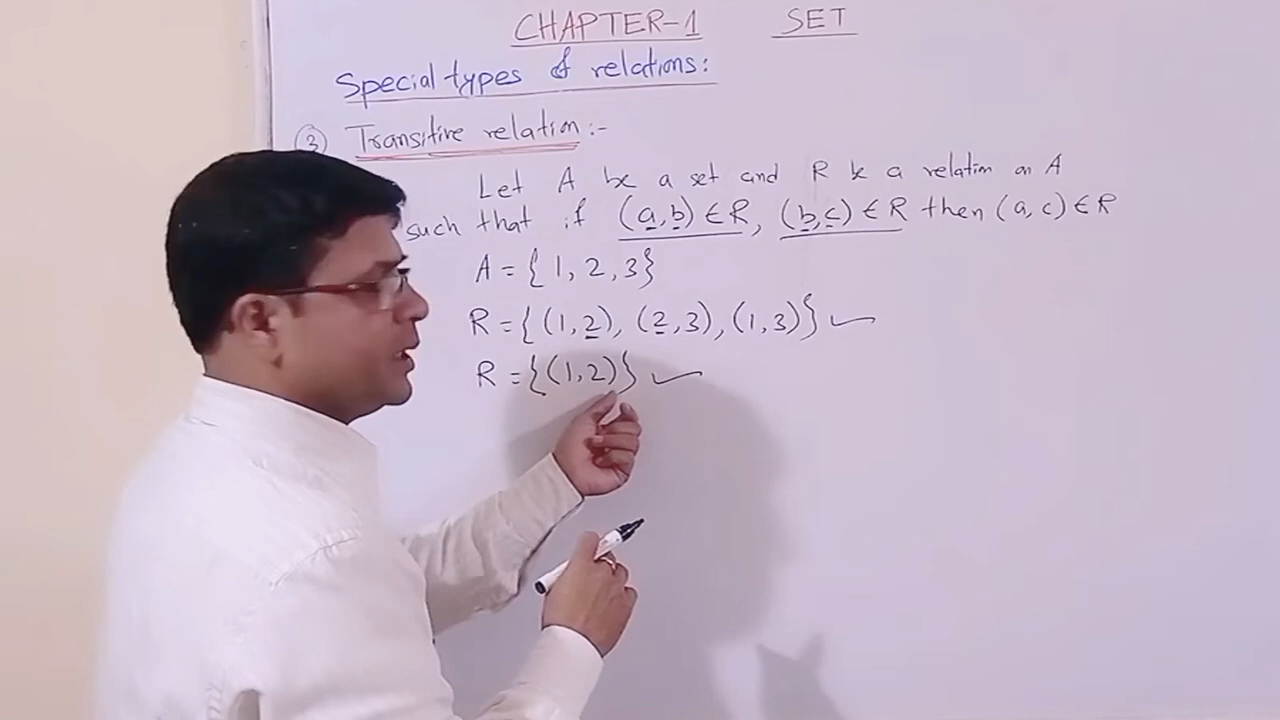 CHAPTER-1 SET
Special types of relations:
③ Transitive relation:-
Let A be a set and R be a relation on A
such that if (a,b) ∈ R, (b,c) ∈ R then (a,c) ∈ R
A = { 1, 2, 3}
R = { (1,2), (2,3), (1,3)} ✓
R = {(1,2)} ✓